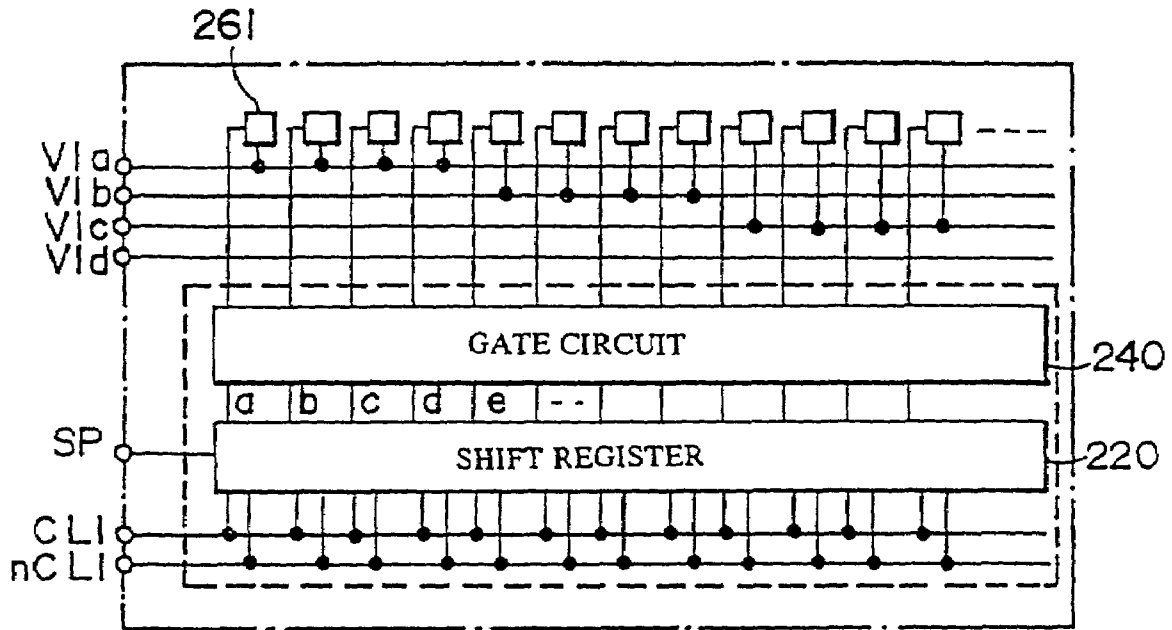 261
VIa
VIb
VIc
VId
GATE CIRCUIT
240
a b c d e --
SP
SHIFT REGISTER
220
CLI
nCLI